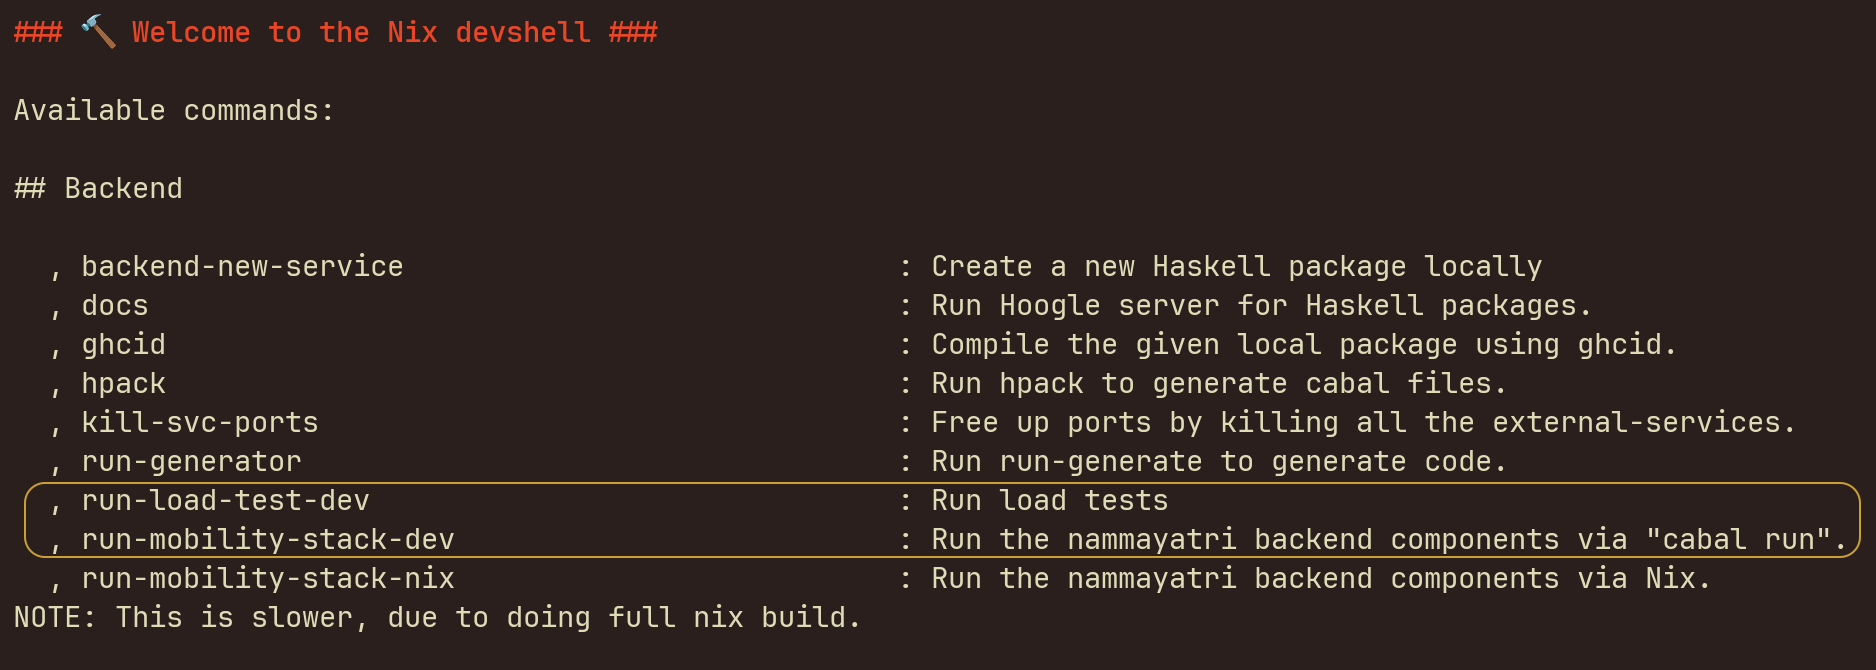 ### 🔨 Welcome to the Nix devshell ###
Available commands:
## Backend
, backend-new-service : Create a new Haskell package locally
, docs : Run Hoogle server for Haskell packages.
, ghcid : Compile the given local package using ghcid.
, hpack : Run hpack to generate cabal files.
, kill-svc-ports : Free up ports by killing all the external-services.
, run-generator : Run run-generate to generate code.
, run-load-test-dev : Run load tests
, run-mobility-stack-dev : Run the nammayatri backend components via "cabal run".
, run-mobility-stack-nix : Run the nammayatri backend components via Nix.
NOTE: This is slower, due to doing full nix build.